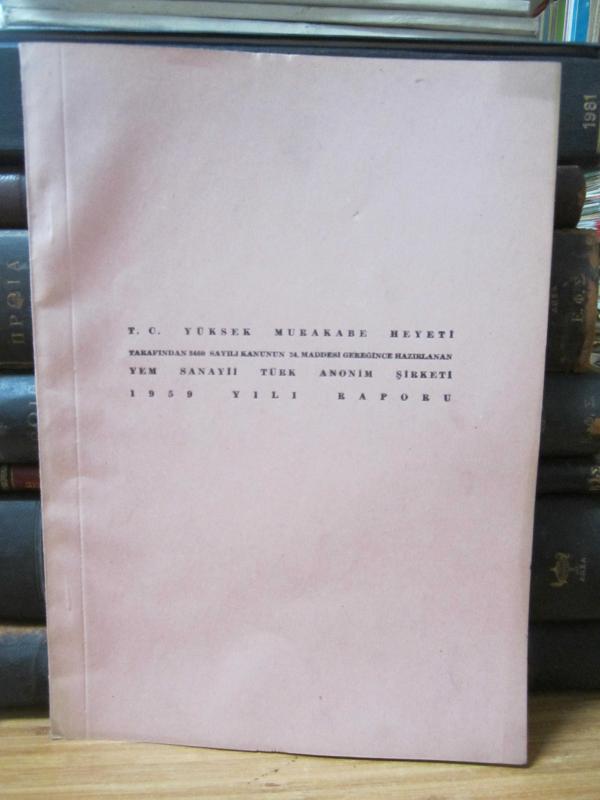 T. C. YÜKSEK MURAKABE HEYETİ
TARAFINDAN 3460 SAYILI KANUNUN 24. MADDESİ GEREĞİNCE HAZIRLANAN
YEM SANAYİİ TÜRK ANONİM ŞİRKETİ
1959 YILI RAPORU
1981
ΠΡΩΙΑ
Ε. Φ. Σ.